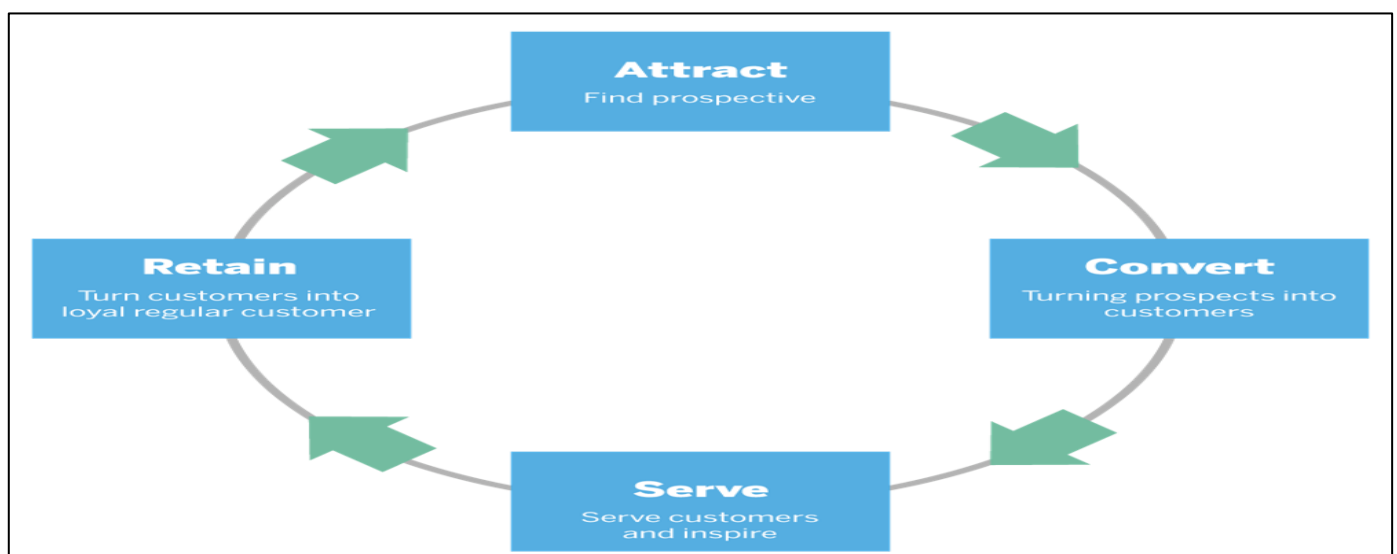 Attract
Find prospective
Convert
Turning prospects into
customers
Serve
Serve customers
and inspire
Retain
Turn customers into
loyal regular customer